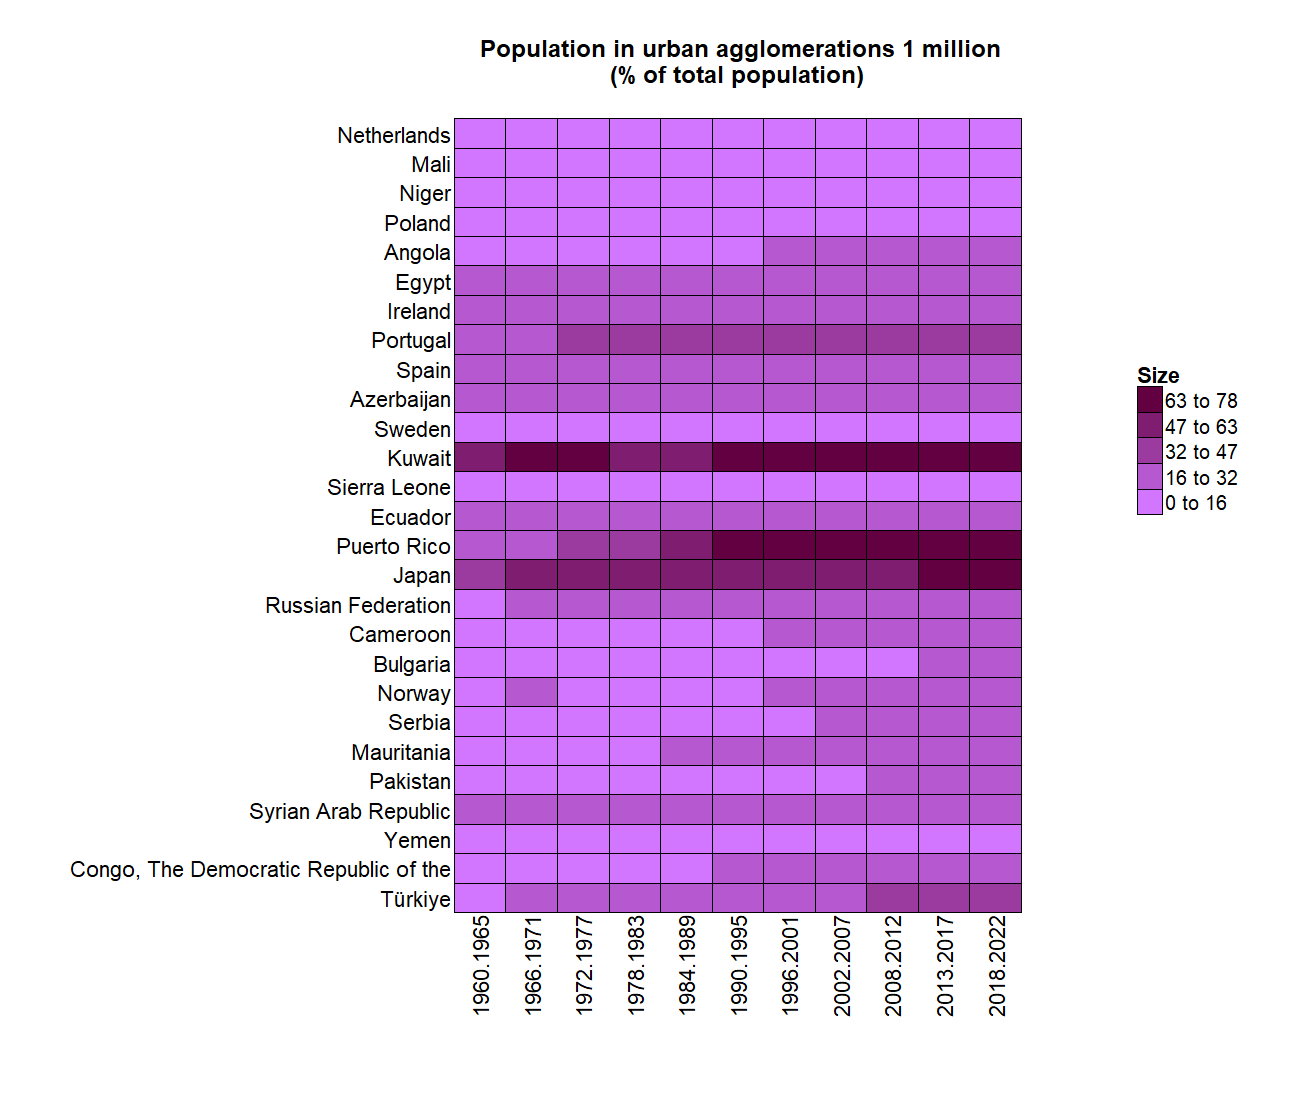 Population in urban agglomerations 1 million
(% of total population)
Netherlands
Mali
Niger
Poland
Angola
Egypt
Ireland
Portugal
Spain
Azerbaijan
Sweden
Kuwait
Sierra Leone
Ecuador
Puerto Rico
Japan
Russian Federation
Cameroon
Bulgaria
Norway
Serbia
Mauritania
Pakistan
Syrian Arab Republic
Yemen
Congo, The Democratic Republic of the
Türkiye
1960.1965
1966.1971
1972.1977
1978.1983
1984.1989
1990.1995
1996.2001
2002.2007
2008.2012
2013.2017
2018.2022
Size
63 to 78
47 to 63
32 to 47
16 to 32
0 to 16